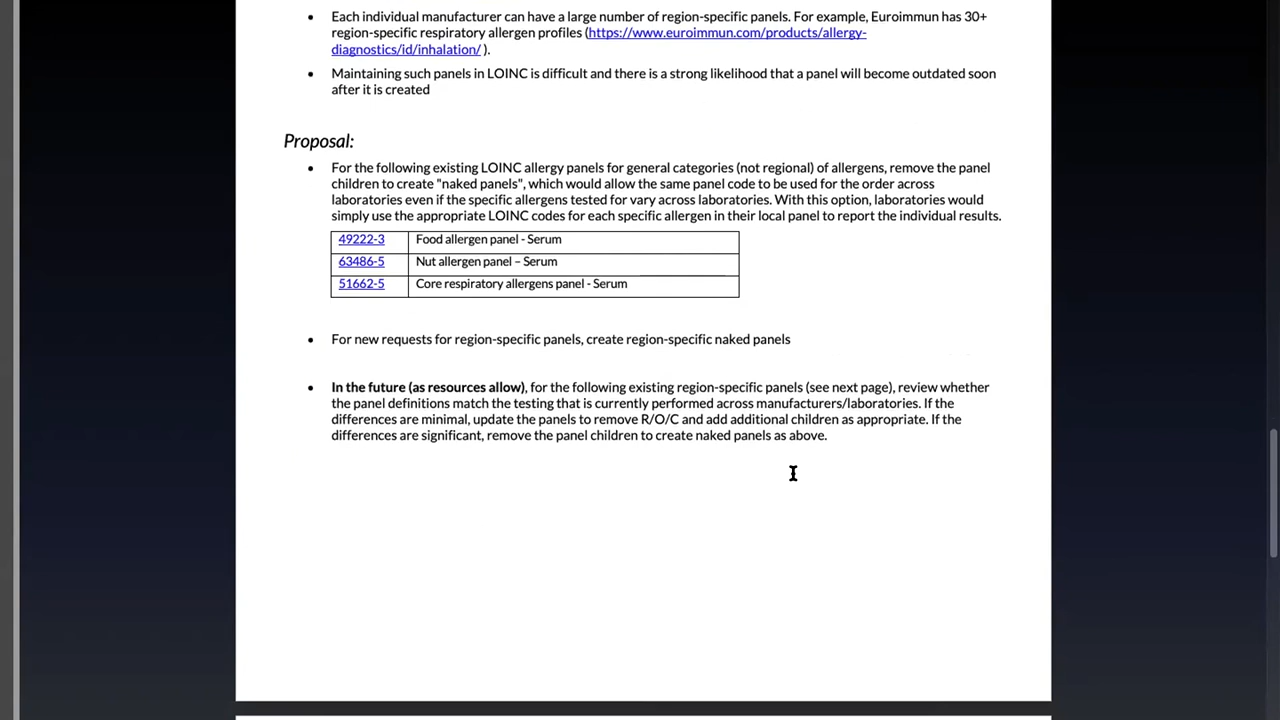 • Each individual manufacturer can have a large number of region-specific panels. For example, Euroimmun has 30+
region-specific respiratory allergen profiles (https://www.euroimmun.com/products/allergy-
diagnostics/id/inhalation/ ).
• Maintaining such panels in LOINC is difficult and there is a strong likelihood that a panel will become outdated soon
after it is created
Proposal:
• For the following existing LOINC allergy panels for general categories (not regional) of allergens, remove the panel
children to create "naked panels", which would allow the same panel code to be used for the order across
laboratories even if the specific allergens tested for vary across laboratories. With this option, laboratories would
simply use the appropriate LOINC codes for each specific allergen in their local panel to report the individual results.
49222-3 Food allergen panel - Serum
63486-5 Nut allergen panel – Serum
51662-5 Core respiratory allergens panel - Serum
• For new requests for region-specific panels, create region-specific naked panels
• In the future (as resources allow), for the following existing region-specific panels (see next page), review whether
the panel definitions match the testing that is currently performed across manufacturers/laboratories. If the
differences are minimal, update the panels to remove R/O/C and add additional children as appropriate. If the
differences are significant, remove the panel children to create naked panels as above.